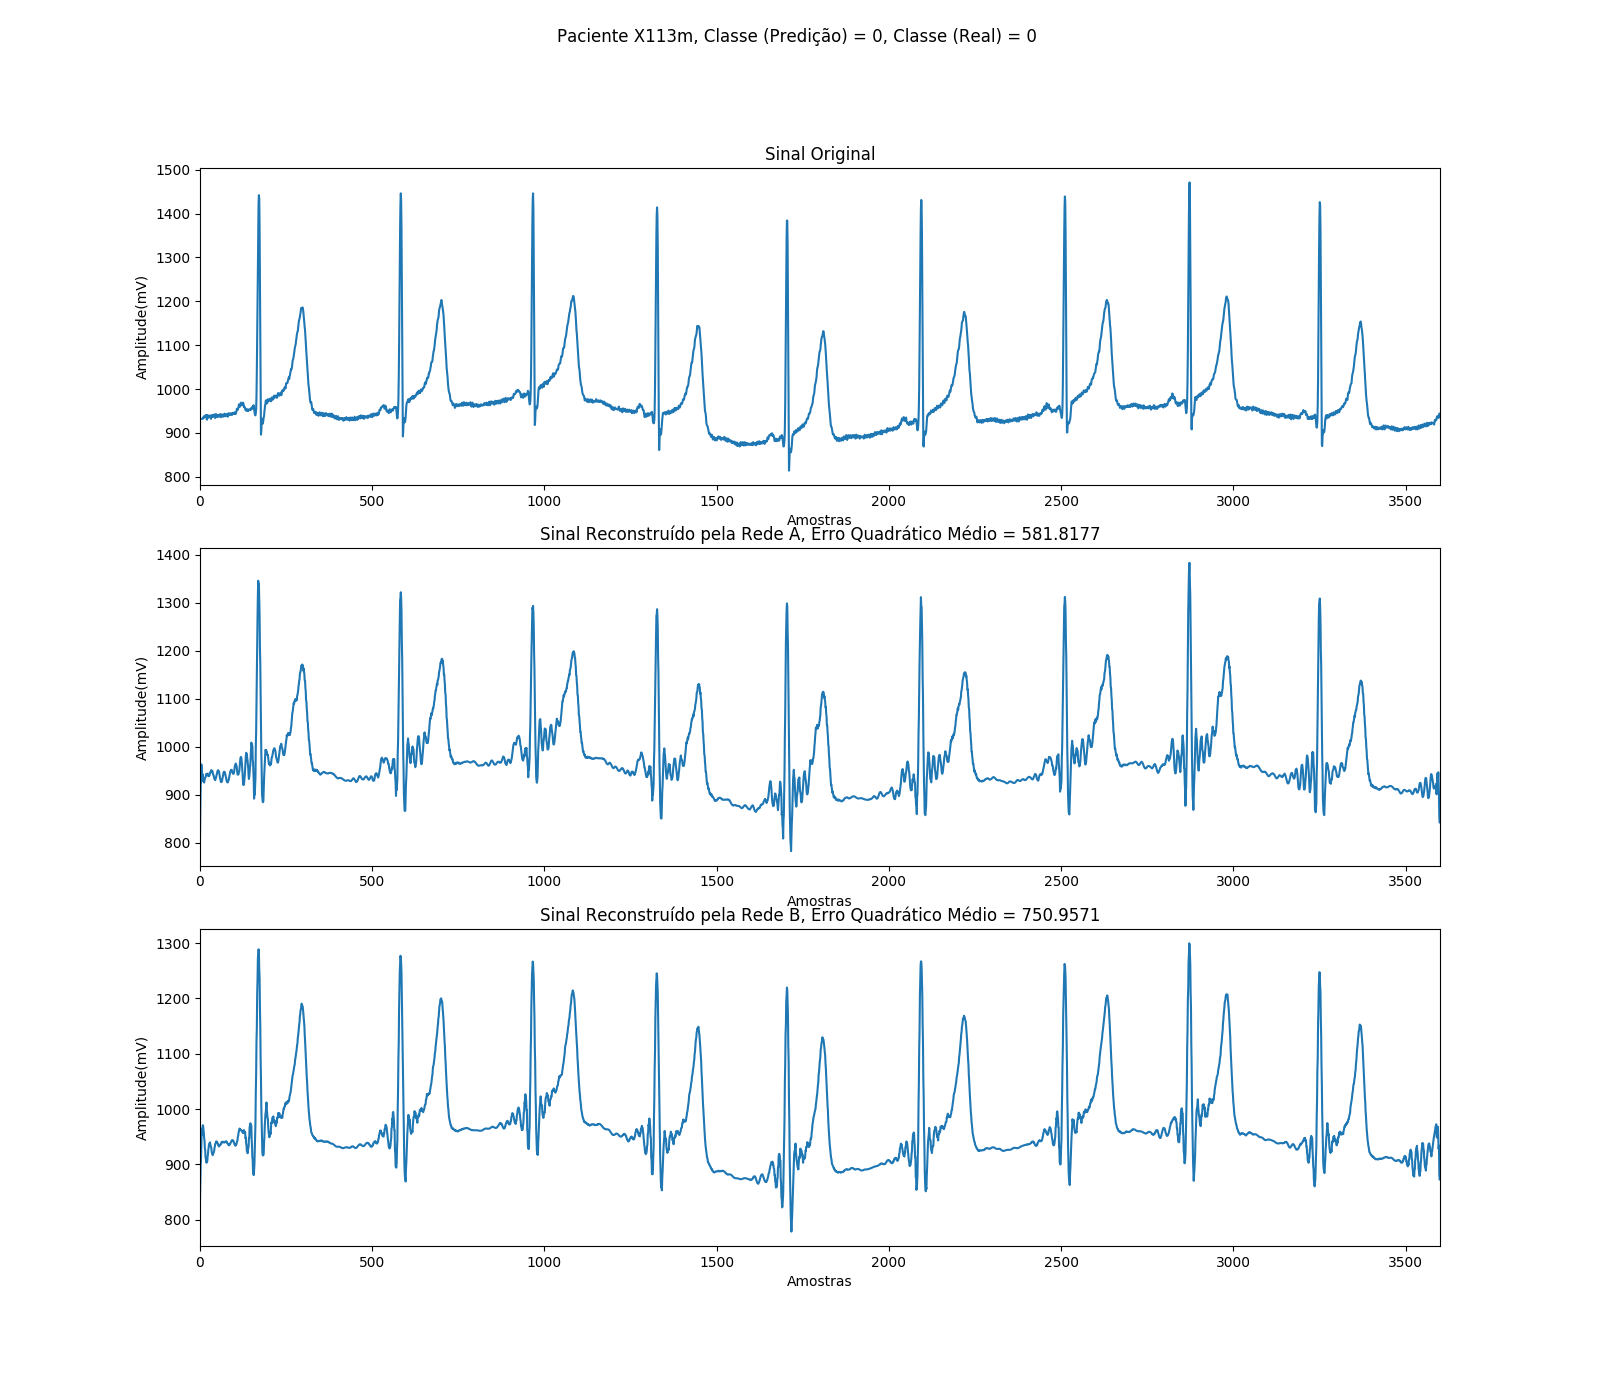 Paciente X113m, Classe (Predição) = 0, Classe (Real) = 0
Sinal Original
1500
1400
1300
1200
1100
1000
900
800
Amplitude(mV)
0 500 1000 1500 2000 2500 3000 3500
Amostras
Sinal Reconstruído pela Rede A, Erro Quadrático Médio = 581.8177
1400
1300
1200
1100
1000
900
800
Amplitude(mV)
0 500 1000 1500 2000 2500 3000 3500
Amostras
Sinal Reconstruído pela Rede B, Erro Quadrático Médio = 750.9571
1300
1200
1100
1000
900
800
Amplitude(mV)
0 500 1000 1500 2000 2500 3000 3500
Amostras